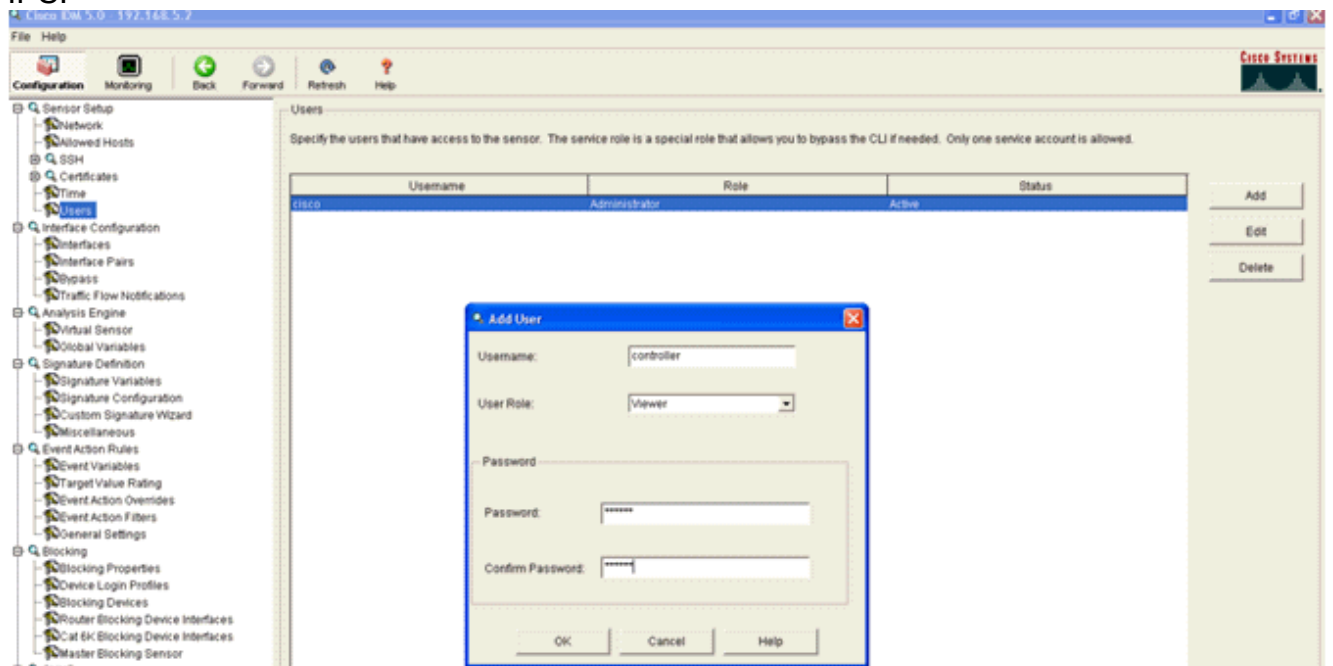 Cisco IDM 5.0 - 192.168.5.2
File Help
Configuration Monitoring Back Forward Refresh Help
CISCO SYSTEMS
Sensor Setup
Network
Allowed Hosts
SSH
Certificates
Time
Users
Interface Configuration
Interfaces
Interface Pairs
Bypass
Traffic Flow Notifications
Analysis Engine
Virtual Sensor
Global Variables
Signature Definition
Signature Variables
Signature Configuration
Custom Signature Wizard
Miscellaneous
Event Action Rules
Event Variables
Target Value Rating
Event Action Overrides
Event Action Filters
General Settings
Blocking
Blocking Properties
Device Login Profiles
Blocking Devices
Router Blocking Device Interfaces
Cat 6K Blocking Device Interfaces
Master Blocking Sensor
Users
Specify the users that have access to the sensor. The service role is a special role that allows you to bypass the CLI if needed. Only one service account is allowed.
Username Role Status
cisco Administrator Active
Add
Edit
Delete
Add User
Username: controller
User Role: Viewer
Password
Password: ******
Confirm Password: ******
OK Cancel Help